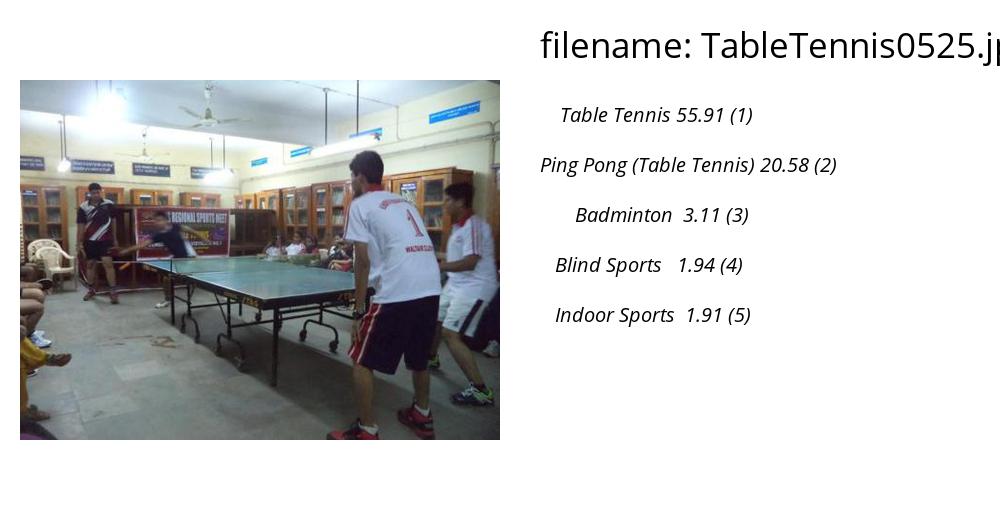 filename: TableTennis0525.jp
Table Tennis 55.91 (1)
Ping Pong (Table Tennis) 20.58 (2)
Badminton 3.11 (3)
Blind Sports 1.94 (4)
Indoor Sports 1.91 (5)
REGIONAL SPORTS MEET
1